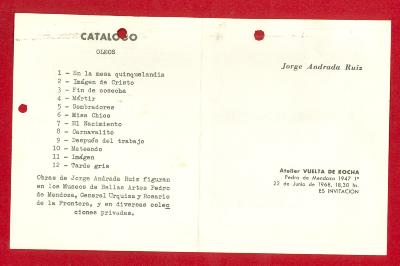 CATALOGO
OLEOS
1 - En la mesa quinquelandia
2 - Imágen de Cristo
3 - Fin de cosecha
4 - Mártir
5 - Sombreadores
6 - Misa Chico
7 - El Nacimiento
8 - Carnavalito
9 - Después del trabajo
10 - Mateando
11 - Imágen
12 - Tarde gris
Obras de Jorge Andrada Ruiz figuran
en los Museos de Bellas Artes Pedro
de Mendoza, General Urquiza y Rosario
de la Frontera, y en diversas colec
ciones privadas.
Jorge Andrada Ruiz
Atelier VUELTA DE ROCHA
Pedro de Mendoza 1947 1º
22 de Junio de 1968, 18,30 hs.
ES INVITACION